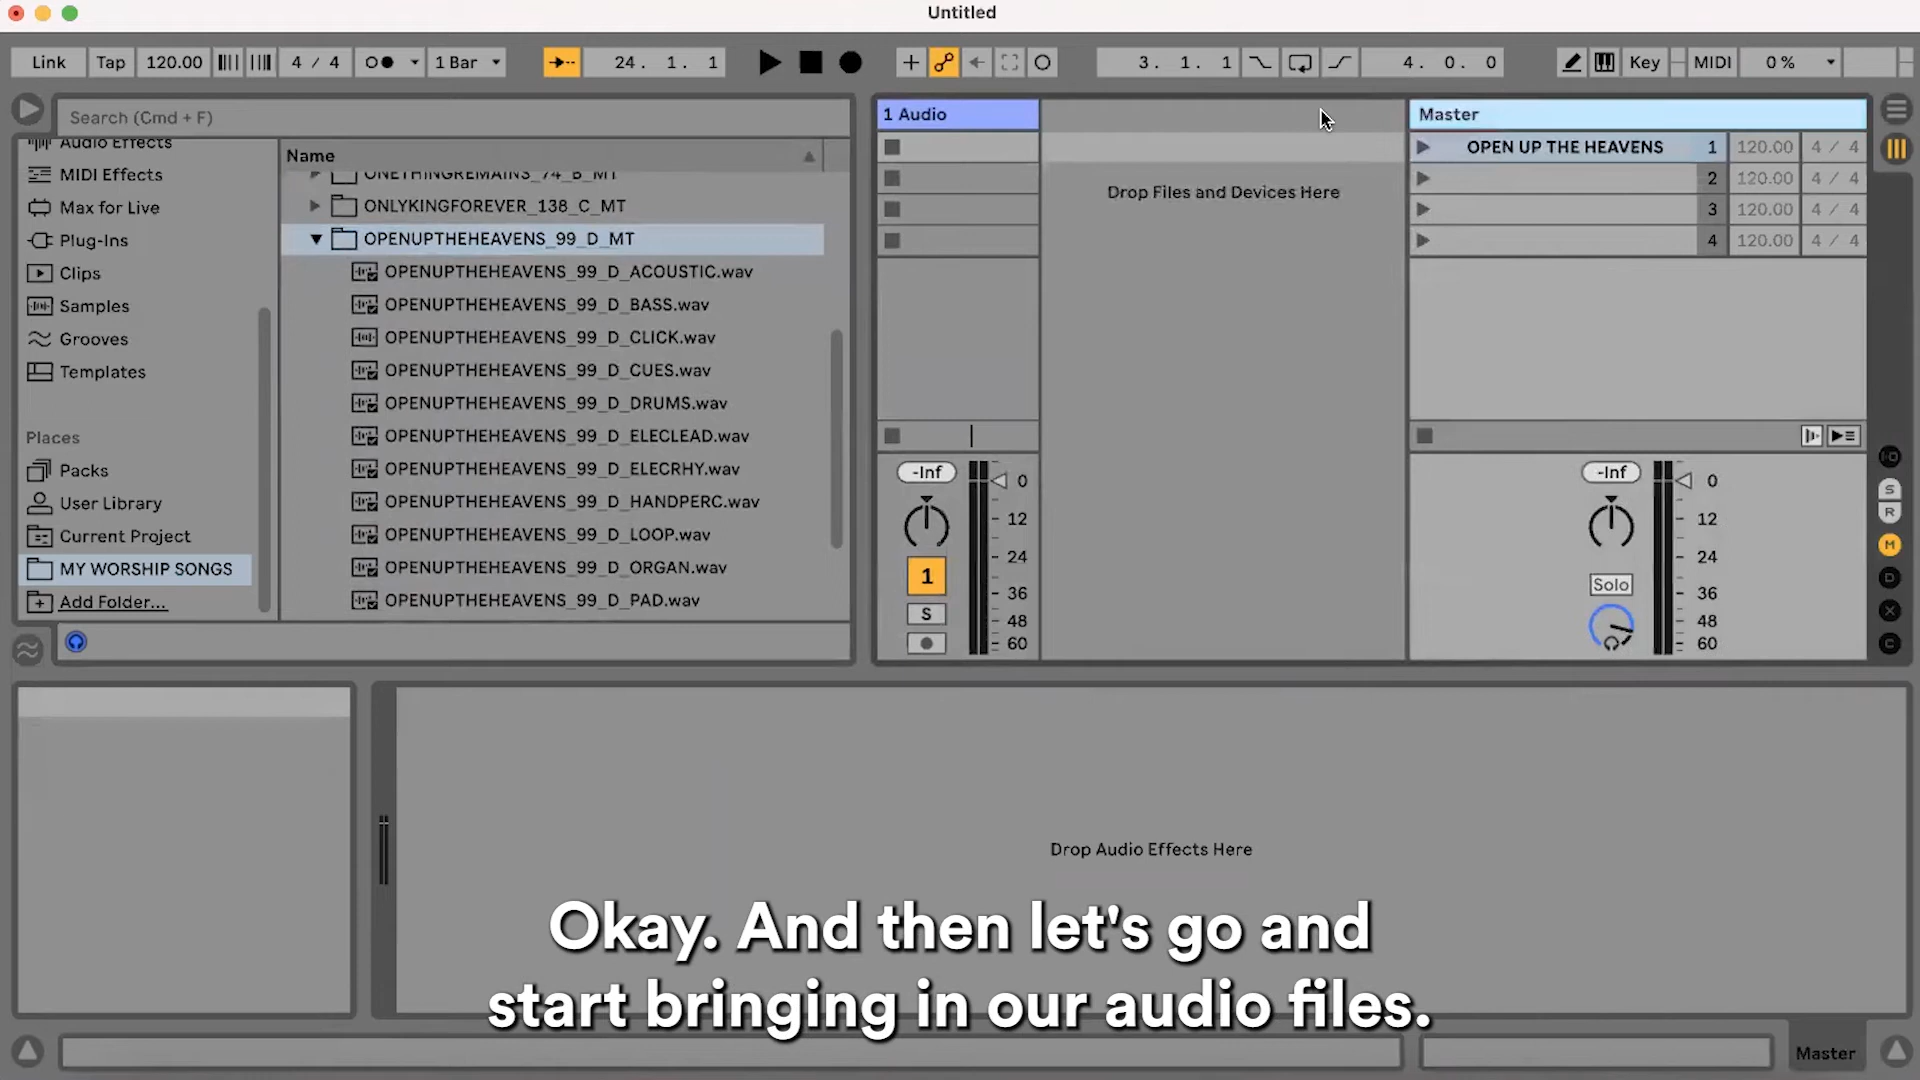 Untitled
Link Tap 120.00 4 / 4 1 Bar 24. 1. 1 3. 1. 1 4. 0. 0 Key MIDI 0 %
Search (Cmd + F)
Audio Effects
MIDI Effects
Max for Live
Plug-Ins
Clips
Samples
Grooves
Templates
Places
Packs
User Library
Current Project
MY WORSHIP SONGS
Add Folder...
Name
ONETHINGREMAINS_74_B_MT
ONLYKINGFOREVER_138_C_MT
OPENUPTHEHEAVENS_99_D_MT
OPENUPTHEHEAVENS_99_D_ACOUSTIC.wav
OPENUPTHEHEAVENS_99_D_BASS.wav
OPENUPTHEHEAVENS_99_D_CLICK.wav
OPENUPTHEHEAVENS_99_D_CUES.wav
OPENUPTHEHEAVENS_99_D_DRUMS.wav
OPENUPTHEHEAVENS_99_D_ELECLEAD.wav
OPENUPTHEHEAVENS_99_D_ELECRHY.wav
OPENUPTHEHEAVENS_99_D_HANDPERC.wav
OPENUPTHEHEAVENS_99_D_LOOP.wav
OPENUPTHEHEAVENS_99_D_ORGAN.wav
OPENUPTHEHEAVENS_99_D_PAD.wav
1 Audio
Drop Files and Devices Here
-Inf
0
12
24
36
48
60
1
S
Master
OPEN UP THE HEAVENS 1 120.00 4 / 4
2 120.00 4 / 4
3 120.00 4 / 4
4 120.00 4 / 4
-Inf
0
12
24
36
48
60
Solo
I-O
S
R
M
D
X
C
Drop Audio Effects Here
Okay. And then let's go and
start bringing in our audio files.
Master